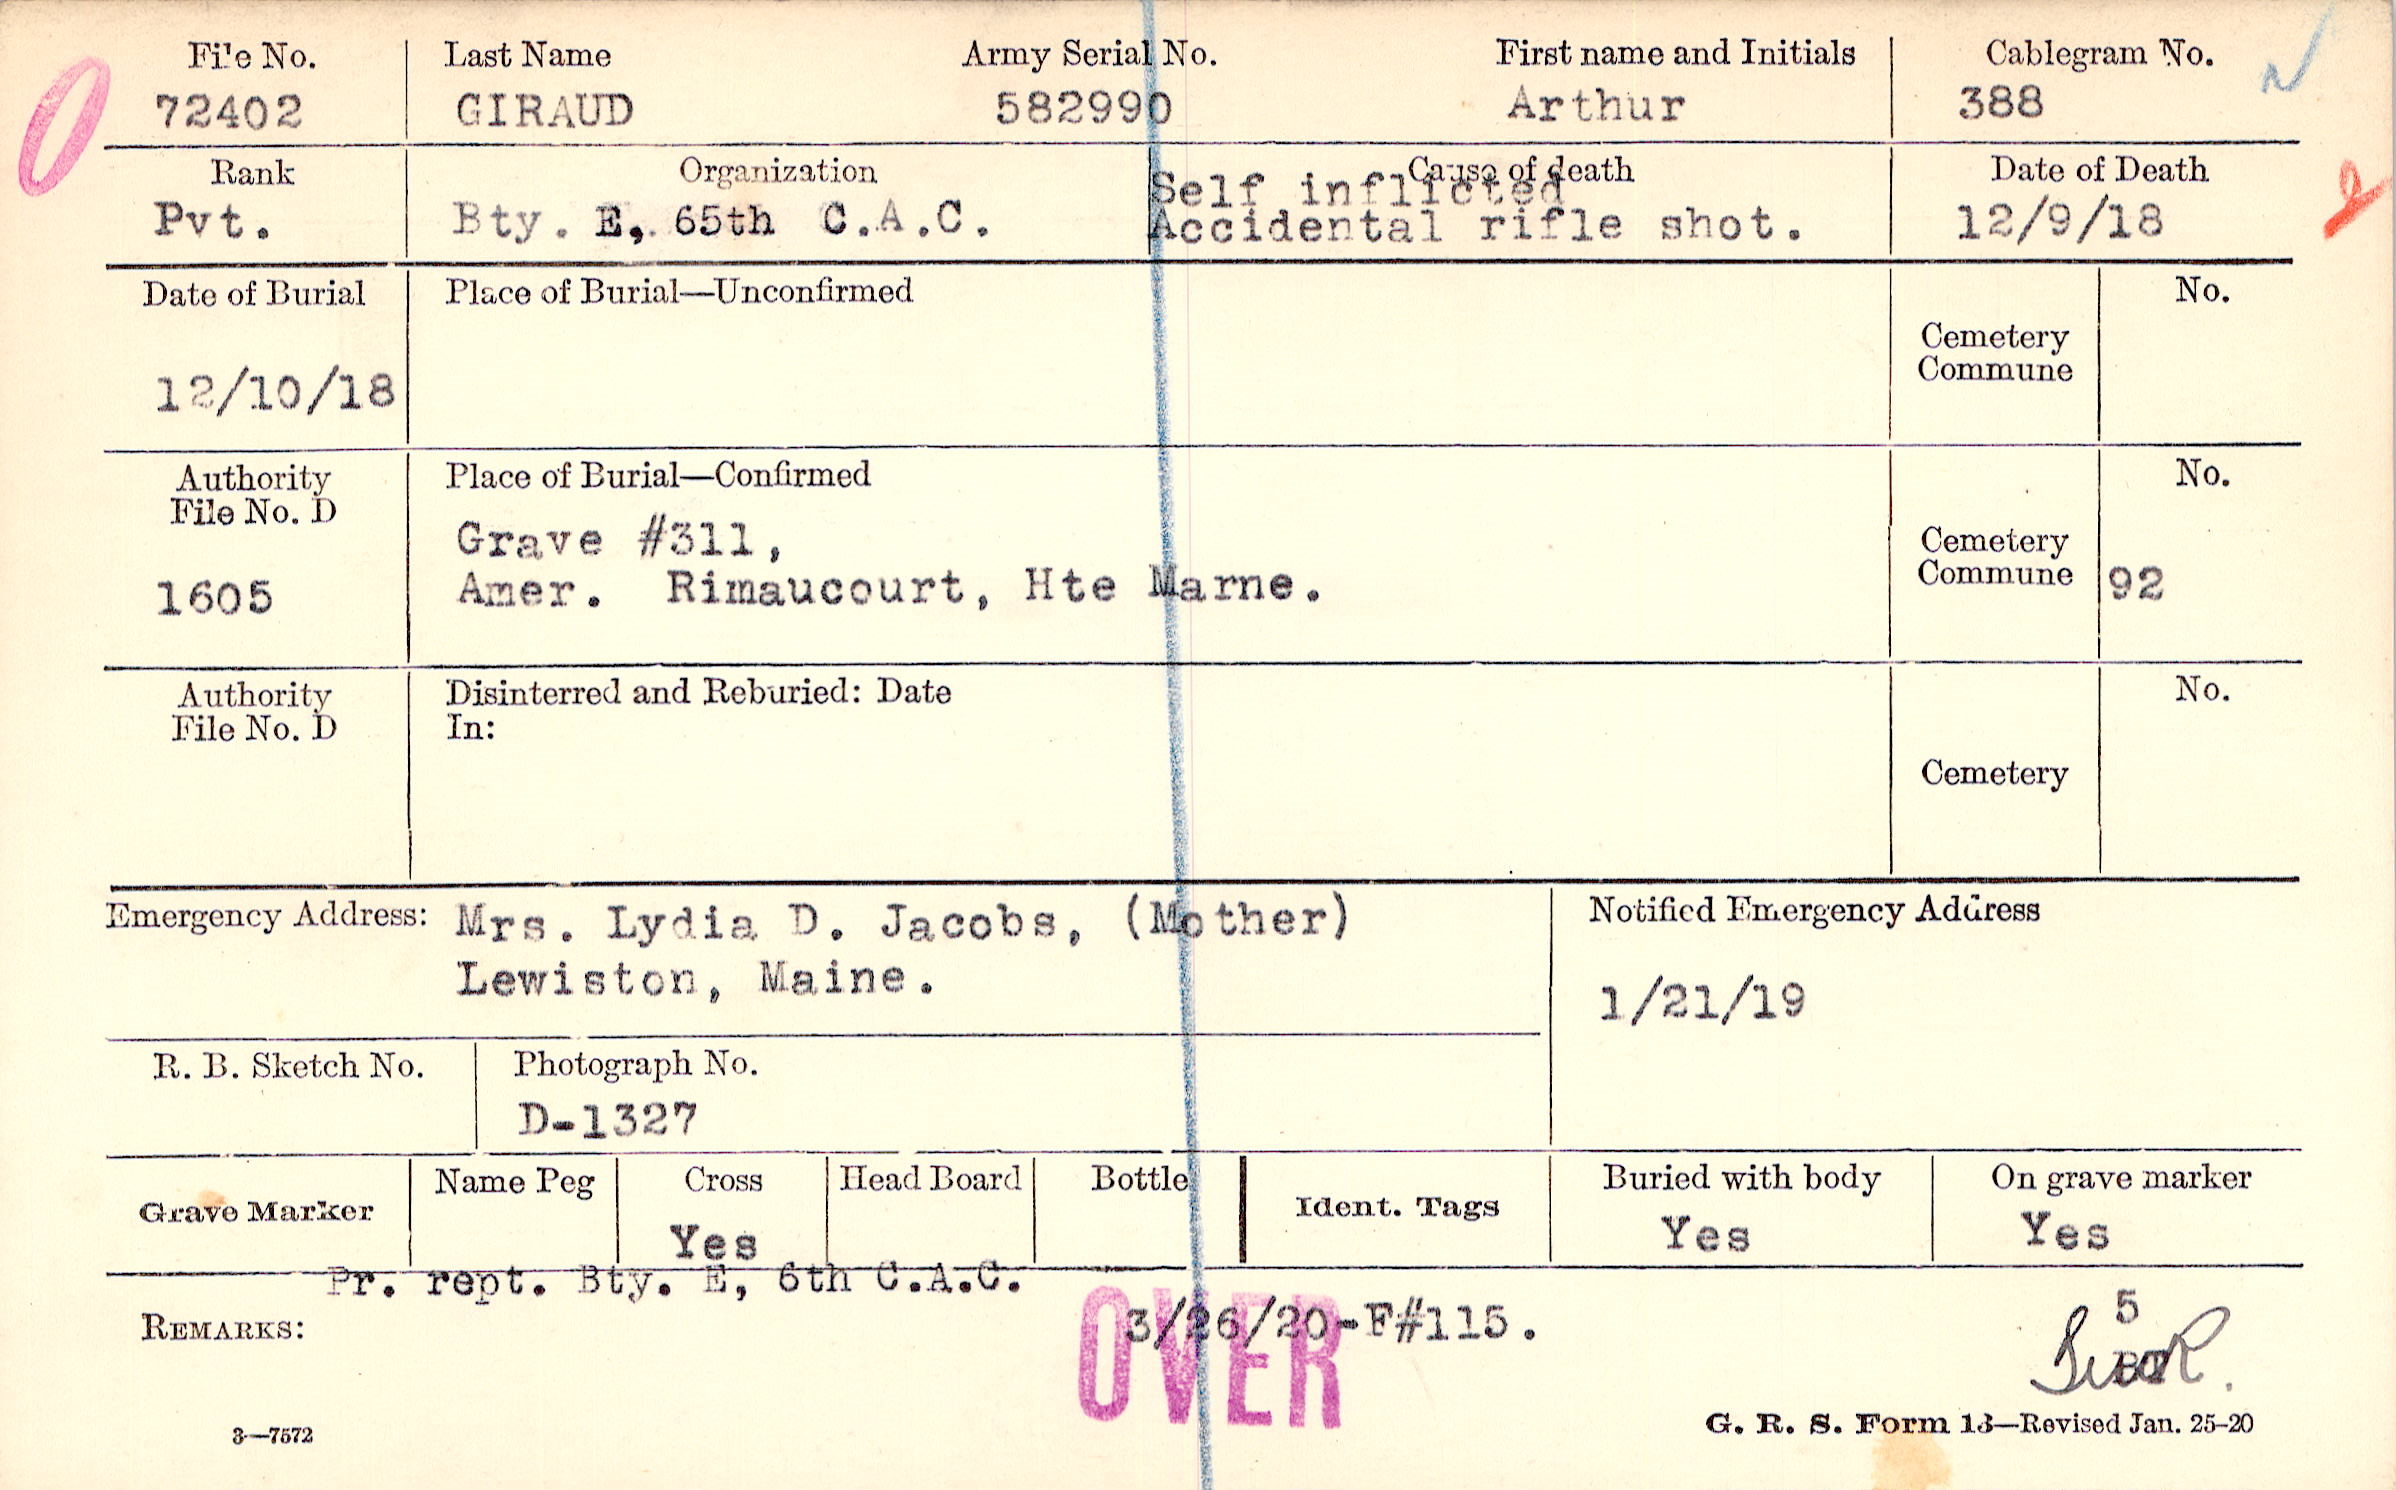 File No. Last Name Army Serial No. First name and Initials Cablegram No.
72402 GIRAUD 582990 Arthur 388
Rank Organization Cause of death Date of Death
Self inflicted
Pvt. Bty. E, 65th C.A.C. Accidental rifle shot. 12/9/18
Date of Burial Place of Burial—Unconfirmed No.
Cemetery
Commune
12/10/18
Authority Place of Burial—Confirmed No.
File No. D
Grave #311, Cemetery
1605 Amer. Rimaucourt, Hte Marne. Commune 92
Authority Disinterred and Reburied: Date No.
File No. D In:
Cemetery
Emergency Address: Mrs. Lydia D. Jacobs, (Mother) Notified Emergency Address
Lewiston, Maine.
1/21/19
R. B. Sketch No. Photograph No.
D-1327
Grave Marker Name Peg Cross Head Board Bottle Ident. Tags Buried with body On grave marker
Yes Yes Yes
Pr. rept. Bty. E, 6th C.A.C.
REMARKS: 3/26/20-F#115. 5
OVER
3—7572 G. R. S. Form 13—Revised Jan. 25-20